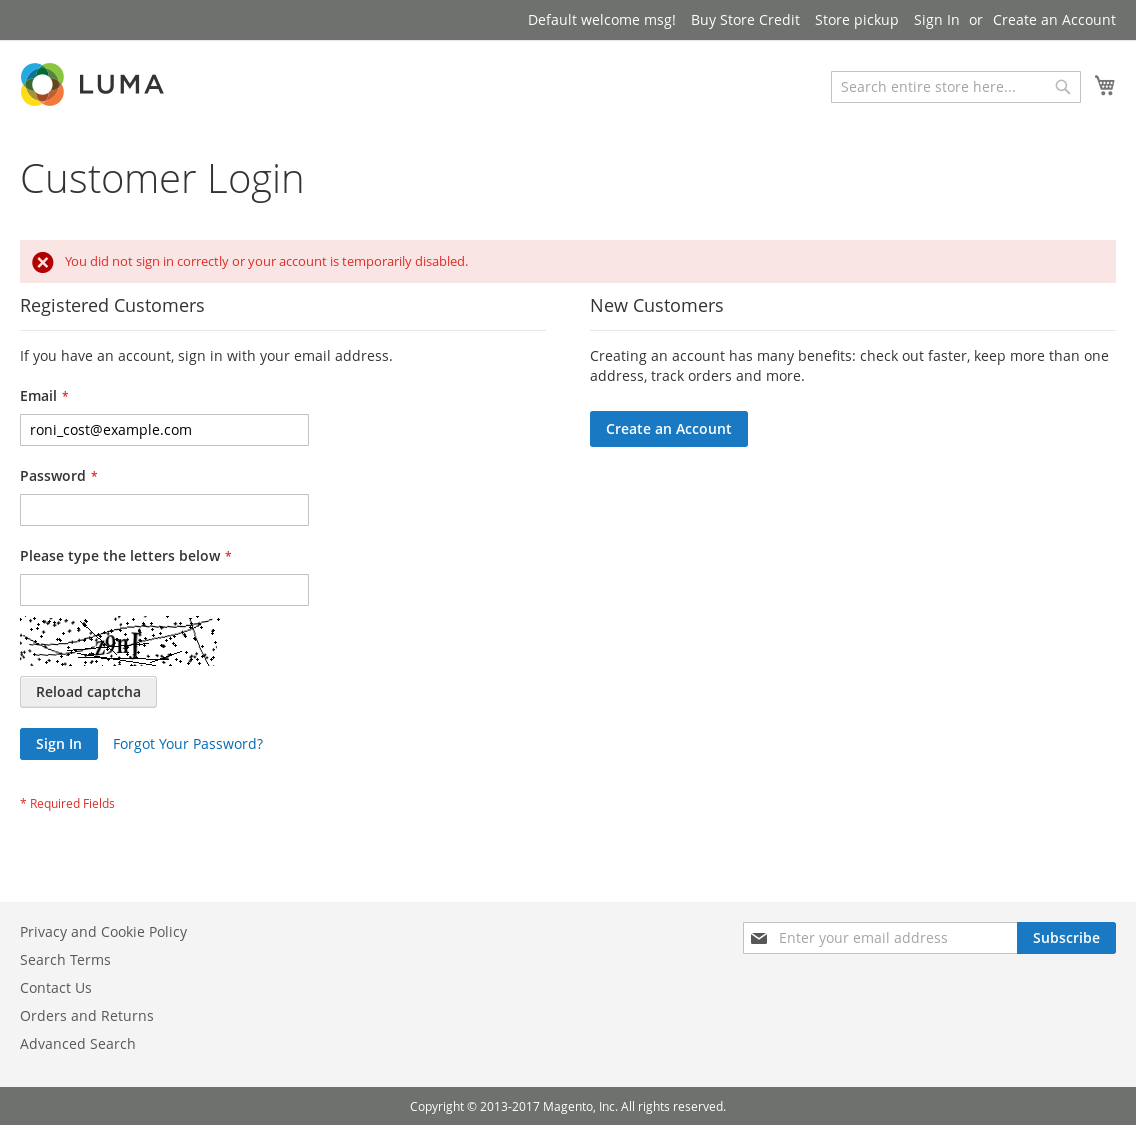 Default welcome msg! Buy Store Credit Store pickup Sign In or Create an Account
LUMA
Search entire store here...
Customer Login
You did not sign in correctly or your account is temporarily disabled.
Registered Customers
If you have an account, sign in with your email address.
Email *
roni_cost@example.com
Password *
Please type the letters below *
Reload captcha
Sign In Forgot Your Password?
* Required Fields
New Customers
Creating an account has many benefits: check out faster, keep more than one
address, track orders and more.
Create an Account
Privacy and Cookie Policy
Search Terms
Contact Us
Orders and Returns
Advanced Search
Enter your email address Subscribe
Copyright © 2013-2017 Magento, Inc. All rights reserved.